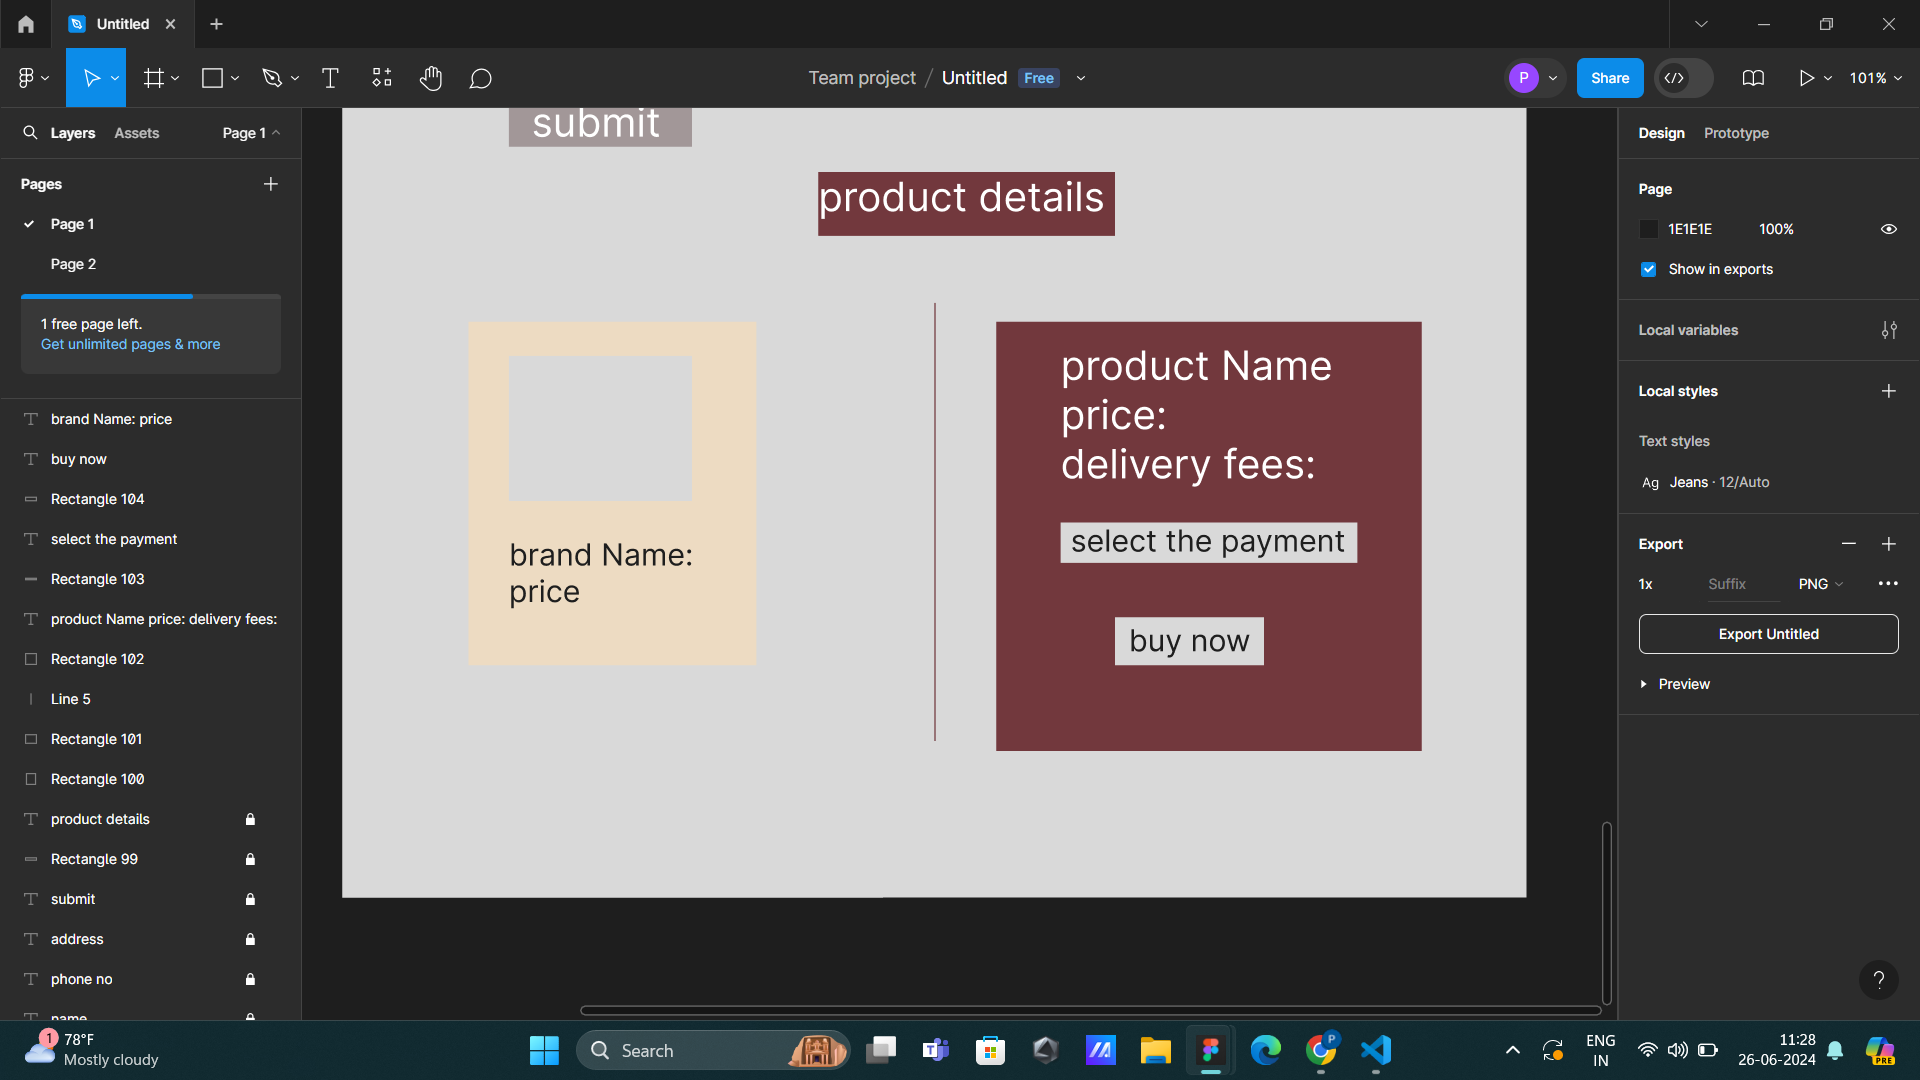 Untitled
Team project / Untitled Free
P
Share
101%
Layers
Assets
Page 1
Pages
Page 1
Page 2
1 free page left.
Get unlimited pages & more
brand Name: price
buy now
Rectangle 104
select the payment
Rectangle 103
product Name price: delivery fees:
Rectangle 102
Line 5
Rectangle 101
Rectangle 100
product details
Rectangle 99
submit
address
phone no
name
submit
product details
brand Name:
price
product Name
price:
delivery fees:
select the payment
buy now
Design
Prototype
Page
1E1E1E 100%
Show in exports
Local variables
Local styles
Text styles
Ag Jeans · 12/Auto
Export
1x Suffix PNG
Export Untitled
Preview
?
1
78°F
Mostly cloudy
Search
T
P
ENG
IN
11:28
26-06-2024
PRE